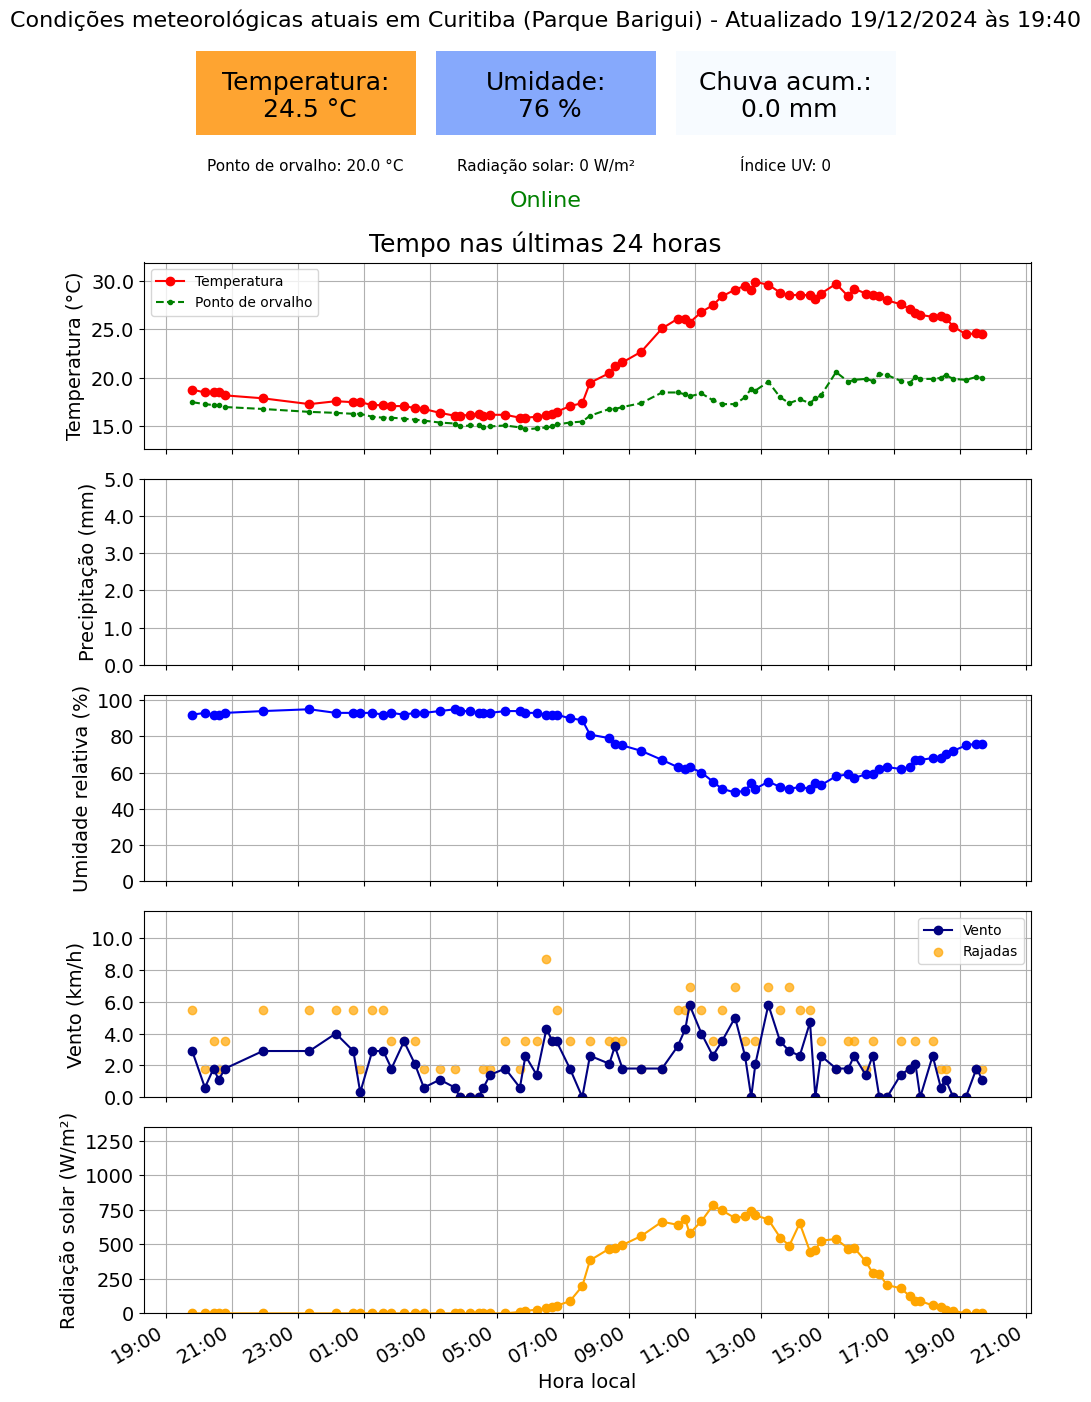 Condições meteorológicas atuais em Curitiba (Parque Barigui) - Atualizado 19/12/2024 às 19:40
Temperatura:
24.5 °C
Umidade:
76 %
Chuva acum.:
0.0 mm
Ponto de orvalho: 20.0 °C
Radiação solar: 0 W/m²
Índice UV: 0
Online
Tempo nas últimas 24 horas
Temperatura (°C)
30.0
25.0
20.0
15.0
Temperatura
Ponto de orvalho
Precipitação (mm)
5.0
4.0
3.0
2.0
1.0
0.0
Umidade relativa (%)
100
80
60
40
20
0
Vento (km/h)
10.0
8.0
6.0
4.0
2.0
0.0
Vento
Rajadas
Radiação solar (W/m²)
1250
1000
750
500
250
0
19:00
21:00
23:00
01:00
03:00
05:00
07:00
09:00
11:00
13:00
15:00
17:00
19:00
21:00
Hora local